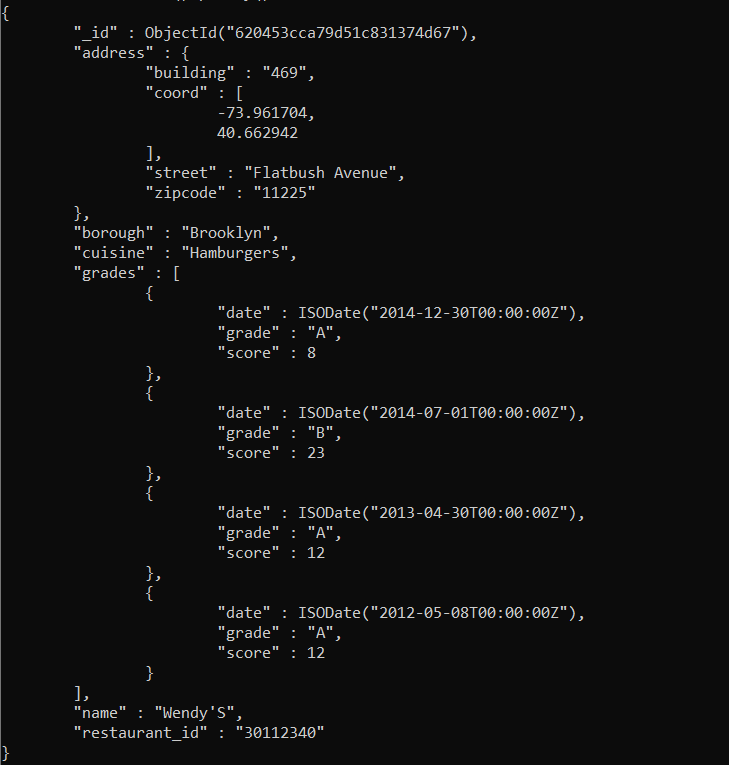 {
"_id" : ObjectId("620453cca79d51c831374d67"),
"address" : {
"building" : "469",
"coord" : [
-73.961704,
40.662942
],
"street" : "Flatbush Avenue",
"zipcode" : "11225"
},
"borough" : "Brooklyn",
"cuisine" : "Hamburgers",
"grades" : [
{
"date" : ISODate("2014-12-30T00:00:00Z"),
"grade" : "A",
"score" : 8
},
{
"date" : ISODate("2014-07-01T00:00:00Z"),
"grade" : "B",
"score" : 23
},
{
"date" : ISODate("2013-04-30T00:00:00Z"),
"grade" : "A",
"score" : 12
},
{
"date" : ISODate("2012-05-08T00:00:00Z"),
"grade" : "A",
"score" : 12
}
],
"name" : "Wendy'S",
"restaurant_id" : "30112340"
}